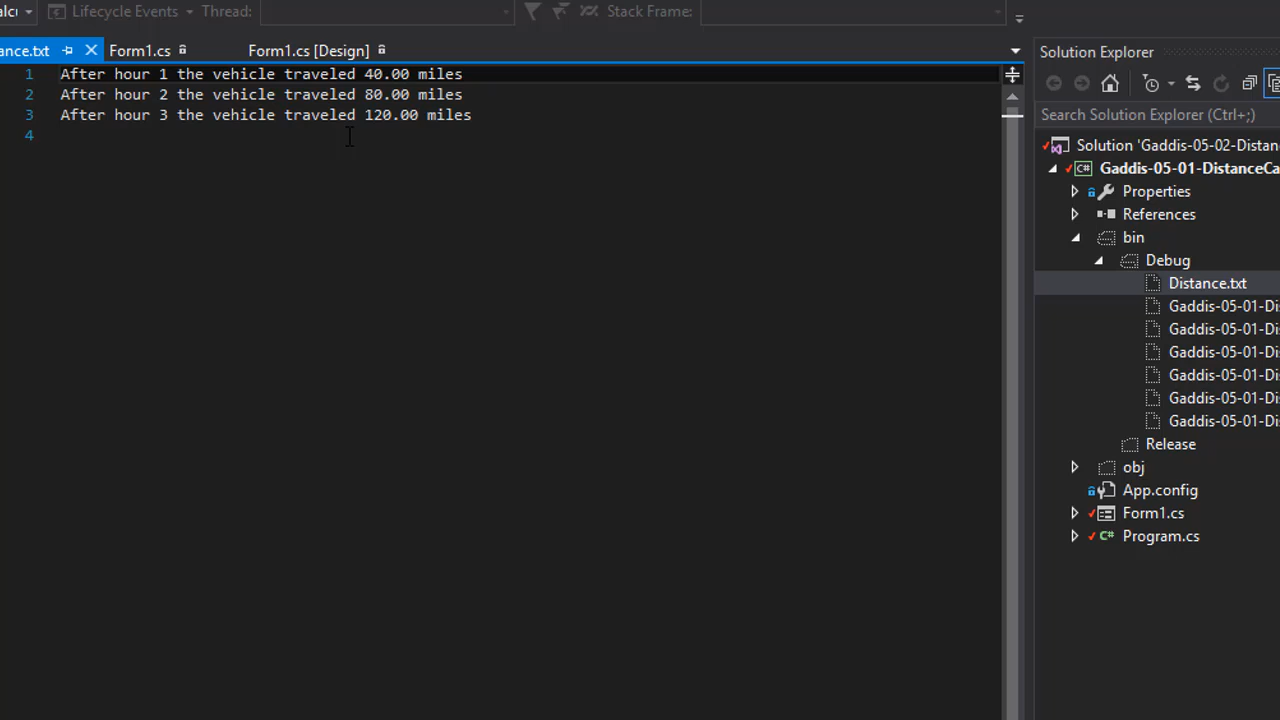 Lifecycle Events Thread: Stack Frame:
ance.txt Form1.cs Form1.cs [Design]
1 After hour 1 the vehicle traveled 40.00 miles
2 After hour 2 the vehicle traveled 80.00 miles
3 After hour 3 the vehicle traveled 120.00 miles
4
Solution Explorer
Search Solution Explorer (Ctrl+;)
Solution 'Gaddis-05-02-Distan
C# Gaddis-05-01-DistanceCa
Properties
References
bin
Debug
Distance.txt
Gaddis-05-01-Di
Gaddis-05-01-Di
Gaddis-05-01-Di
Gaddis-05-01-Di
Gaddis-05-01-Di
Gaddis-05-01-Di
Release
obj
App.config
Form1.cs
C# Program.cs